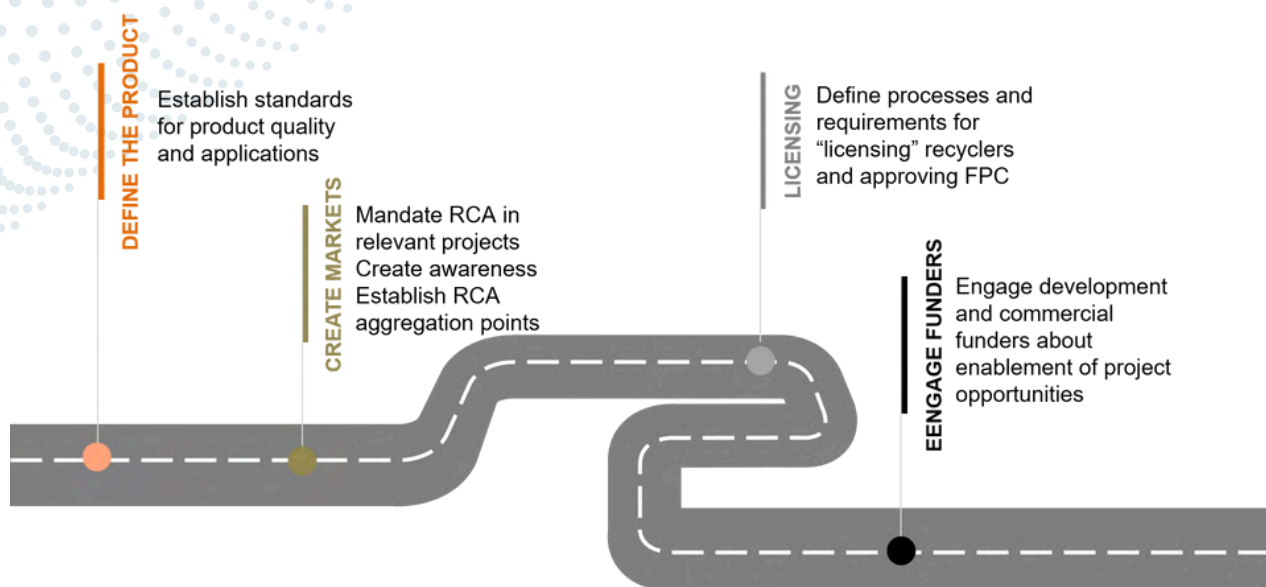 DEFINE THE PRODUCT
Establish standards
for product quality
and applications
CREATE MARKETS
Mandate RCA in
relevant projects
Create awareness
Establish RCA
aggregation points
LICENSING
Define processes and
requirements for
“licensing” recyclers
and approving FPC
EENGAGE FUNDERS
Engage development
and commercial
funders about
enablement of project
opportunities